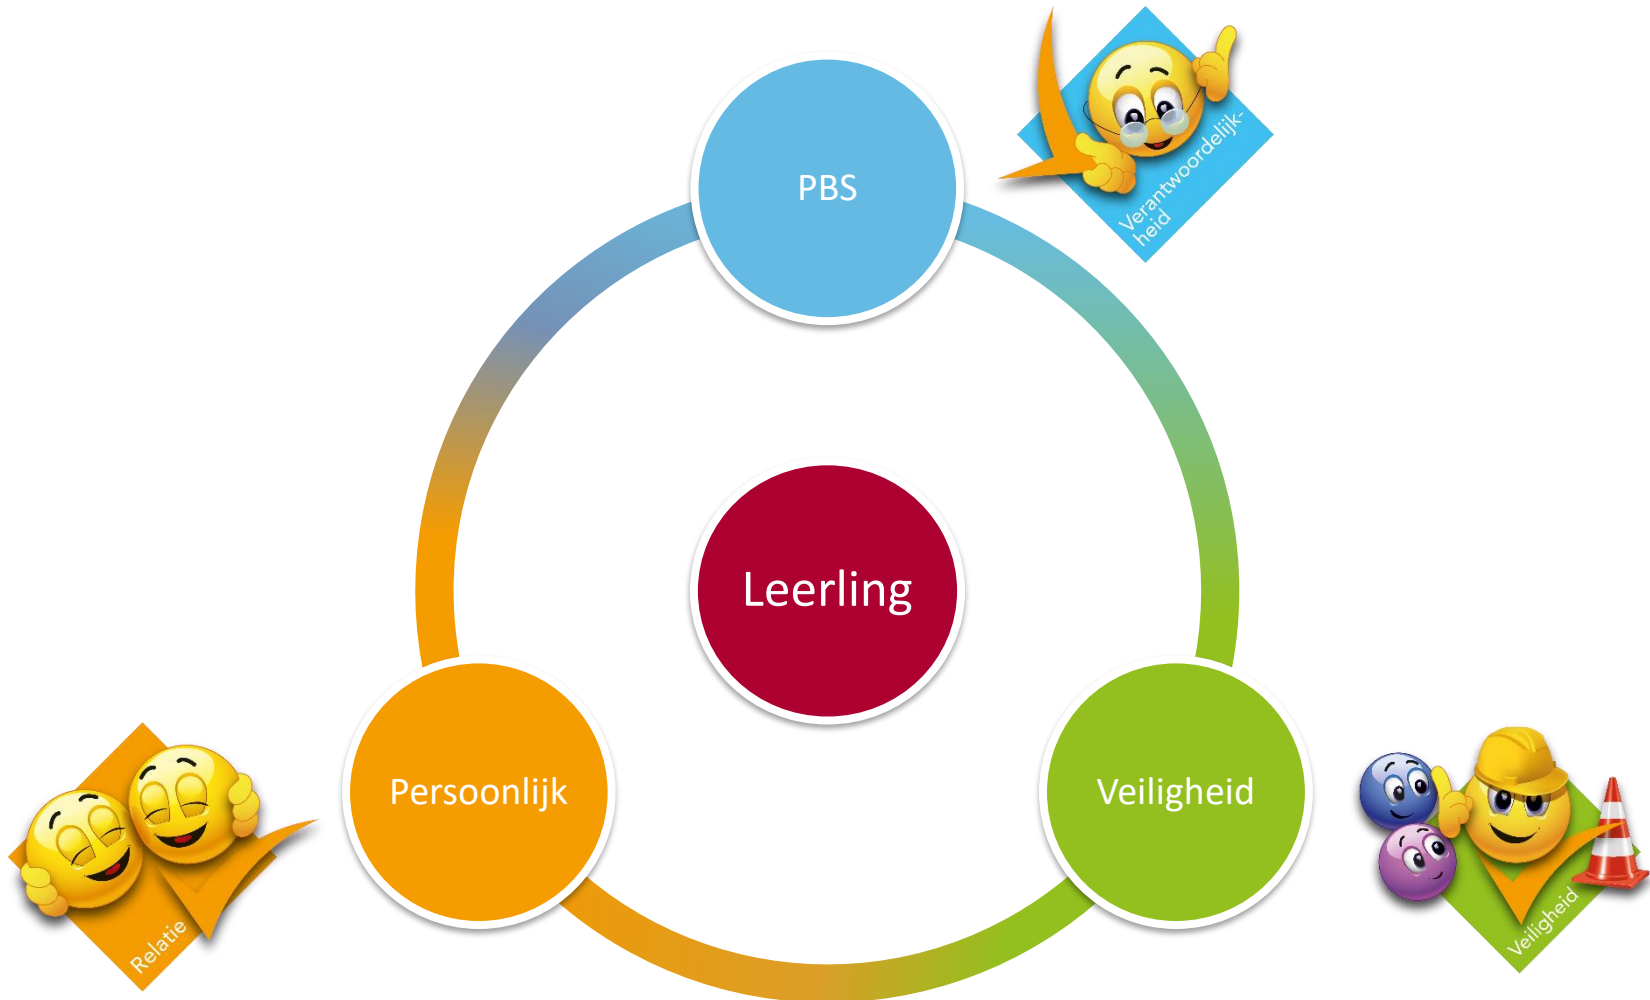 PBS
Verantwoordelijk-
heid
Leerling
Persoonlijk
Veiligheid
Relatie
Veiligheid